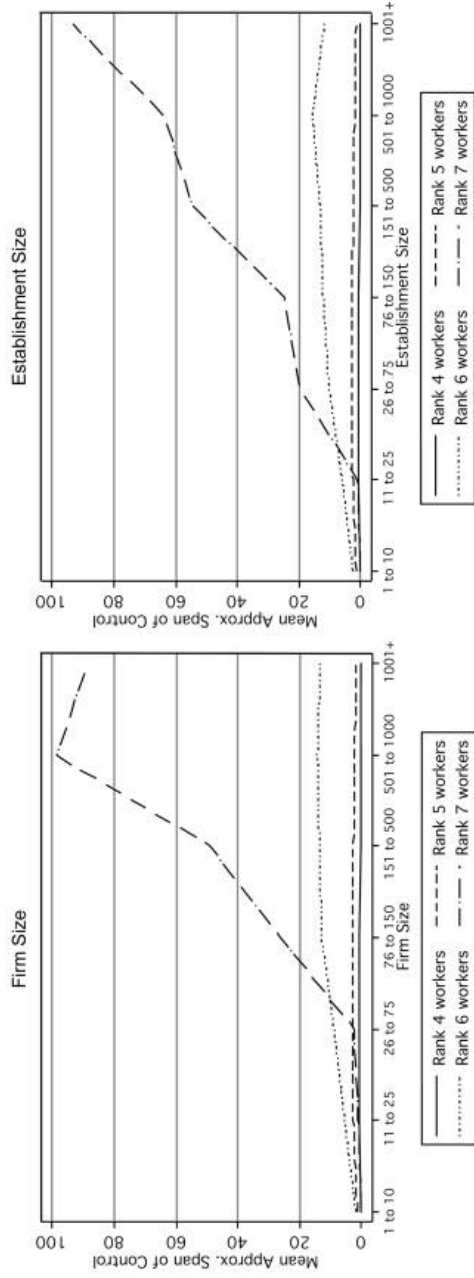 Firm Size
100
80
60
40
20
0
Mean Approx. Span of Control
1 to 10
11 to 25
26 to 75
76 to 150
151 to 500
501 to 1000
1001+
Firm Size
Rank 4 workers
Rank 5 workers
Rank 6 workers
Rank 7 workers
Establishment Size
100
80
60
40
20
0
Mean Approx. Span of Control
1 to 10
11 to 25
26 to 75
76 to 150
151 to 500
501 to 1000
1001+
Establishment Size
Rank 4 workers
Rank 5 workers
Rank 6 workers
Rank 7 workers